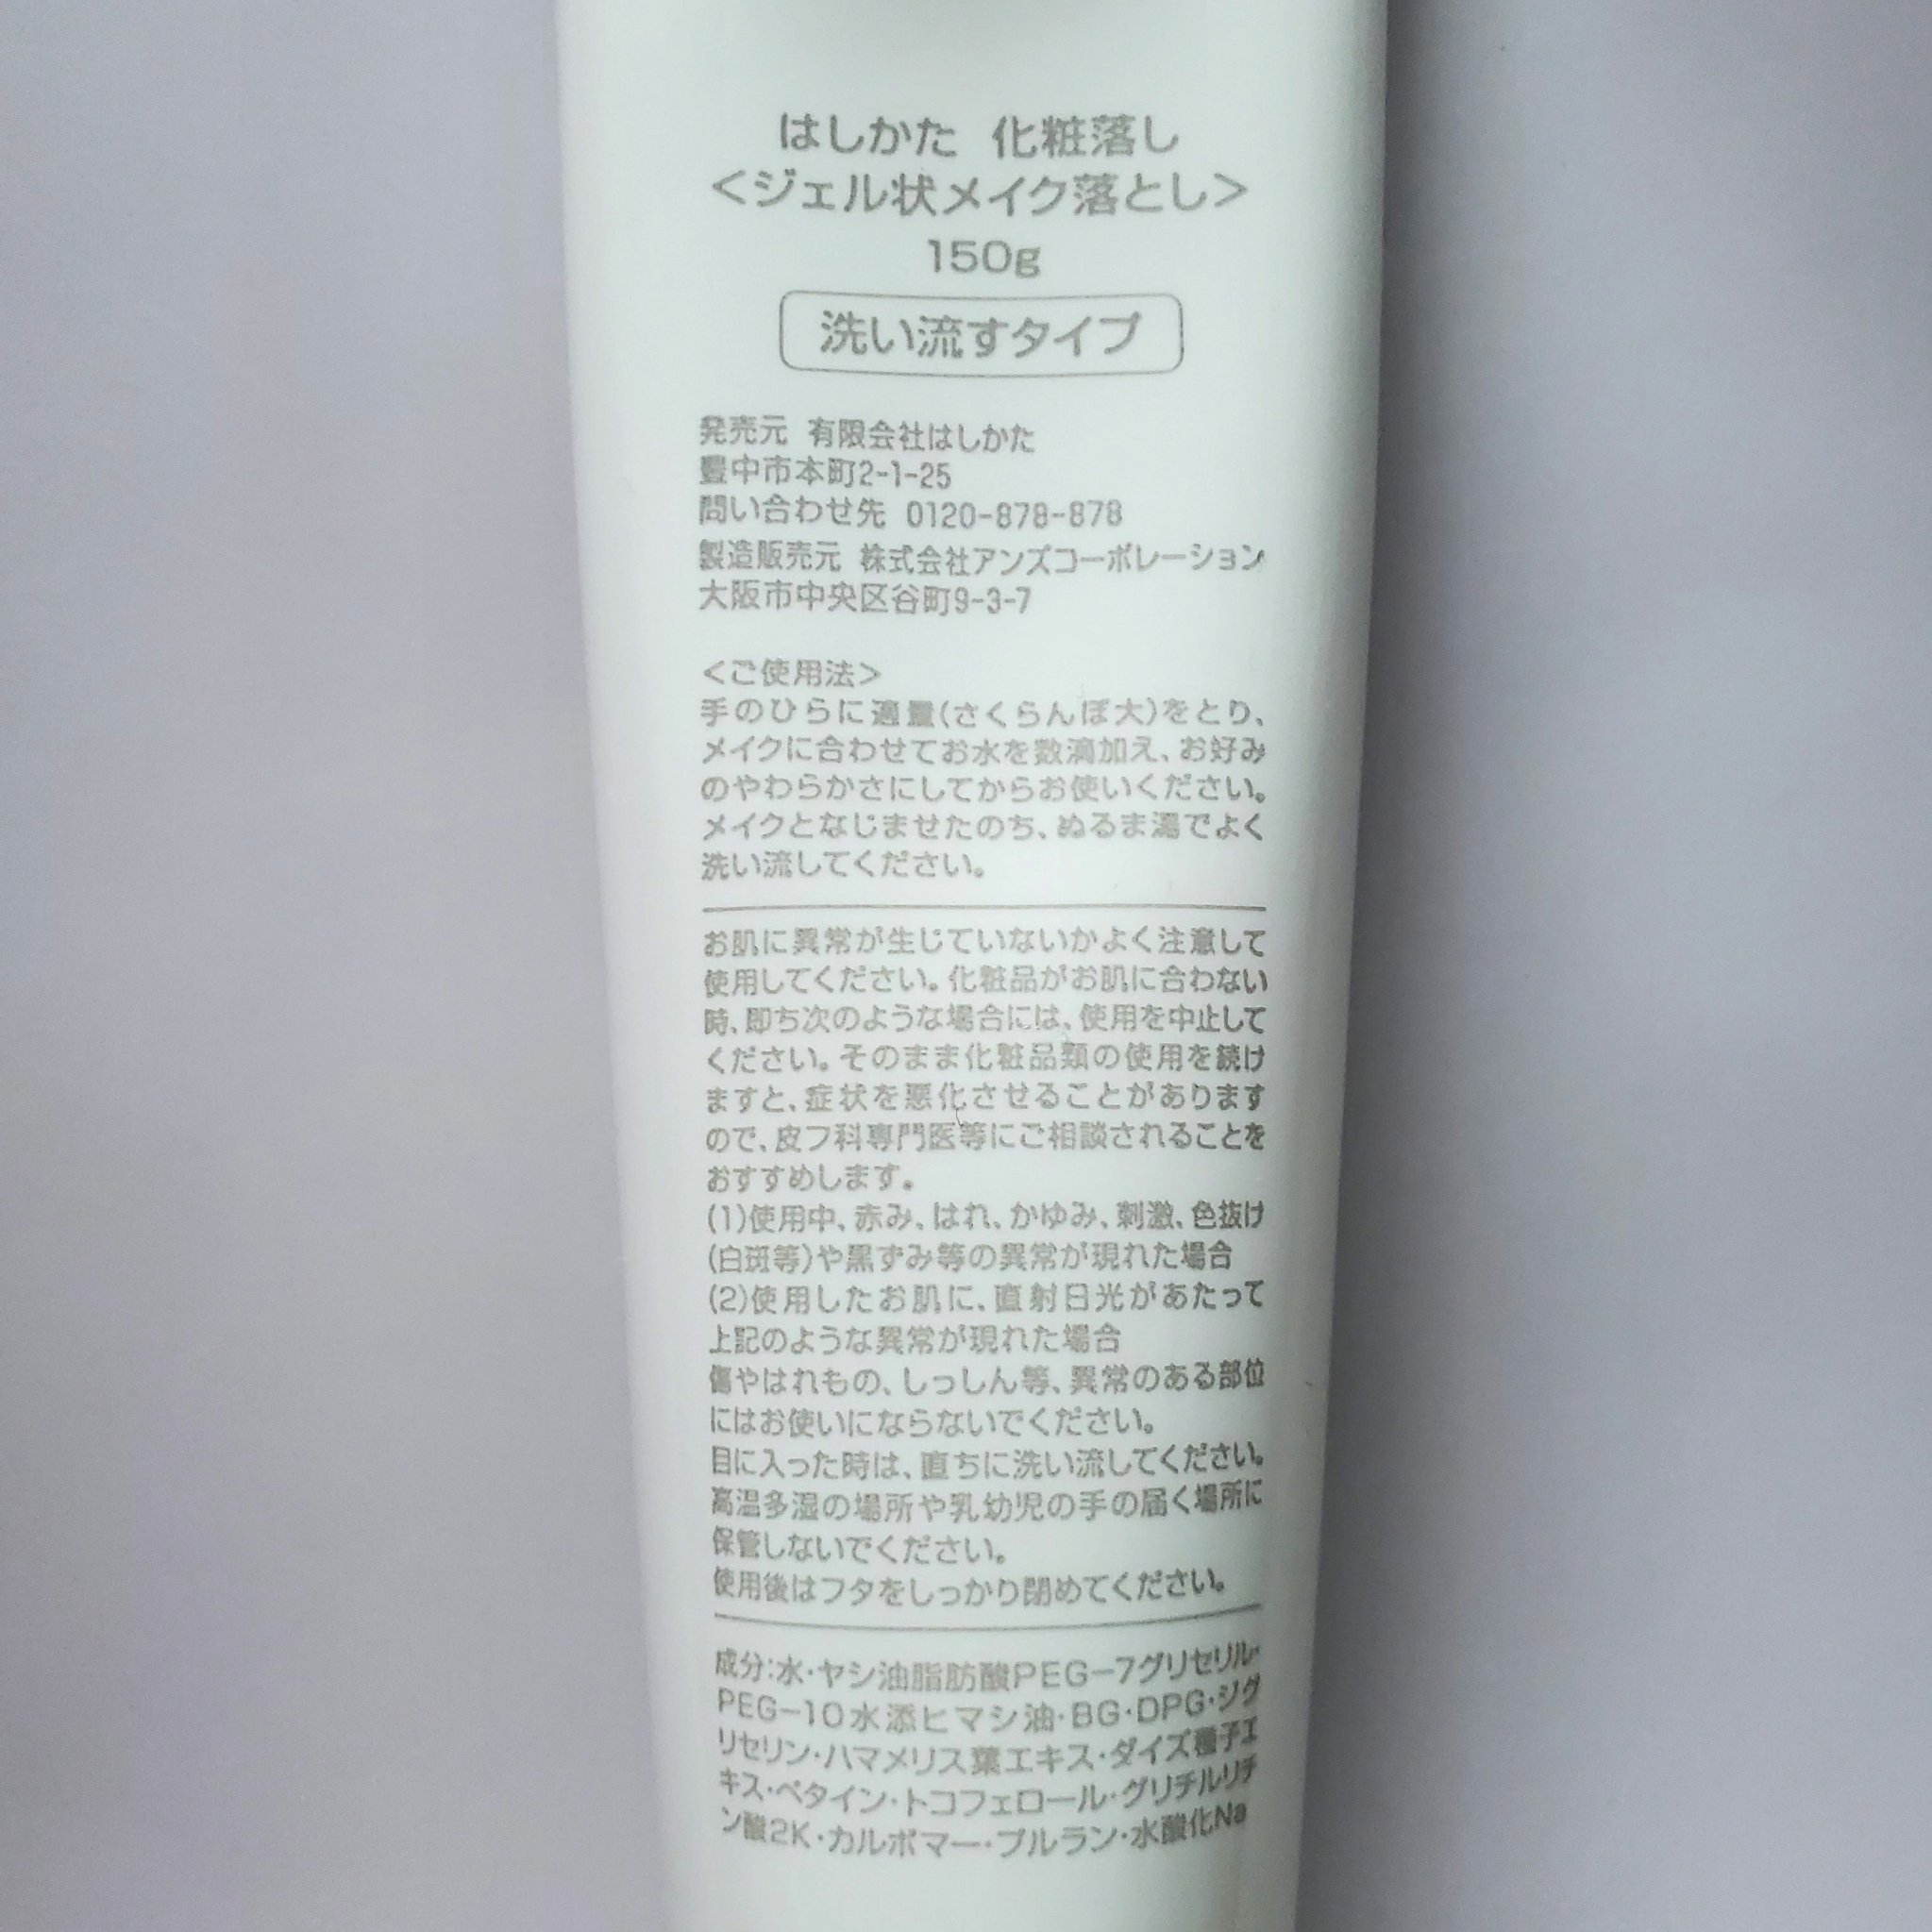 はしかた 化粧落し
＜ジェル状メイク落とし＞
150g
洗い流すタイプ
発売元 有限会社はしかた
豊中市本町2-1-25
問い合わせ先 0120-878-878
製造販売元 株式会社アンズコーポレーション
大阪市中央区谷町9-3-7
＜ご使用法＞
手のひらに適量(さくらんぼ大)をとり、
メイクに合わせてお水を数滴加え、お好み
のやわらかさにしてからお使いください。
メイクとなじませたのち、ぬるま湯でよく
洗い流してください。
お肌に異常が生じていないかよく注意して
使用してください。化粧品がお肌に合わない
時、即ち次のような場合には、使用を中止して
ください。そのまま化粧品類の使用を続け
ますと、症状を悪化させることがあります
ので、皮フ科専門医等にご相談されることを
おすすめします。
(1)使用中、赤み、はれ、かゆみ、刺激、色抜け
(白斑等)や黒ずみ等の異常が現れた場合
(2)使用したお肌に、直射日光があたって
上記のような異常が現れた場合
傷やはれもの、しっしん等、異常のある部位
にはお使いにならないでください。
目に入った時は、直ちに洗い流してください。
高温多湿の場所や乳幼児の手の届く場所に
保管しないでください。
使用後はフタをしっかり閉めてください。
成分:水・ヤシ油脂肪酸PEG-7グリセリル・
PEG-10水添ヒマシ油・BG・DPG・ジグ
リセリン・ハマメリス葉エキス・ダイズ種子エ
キス・ベタイン・トコフェロール・グリチルリチ
ン酸2K・カルボマー・プルラン・水酸化Na